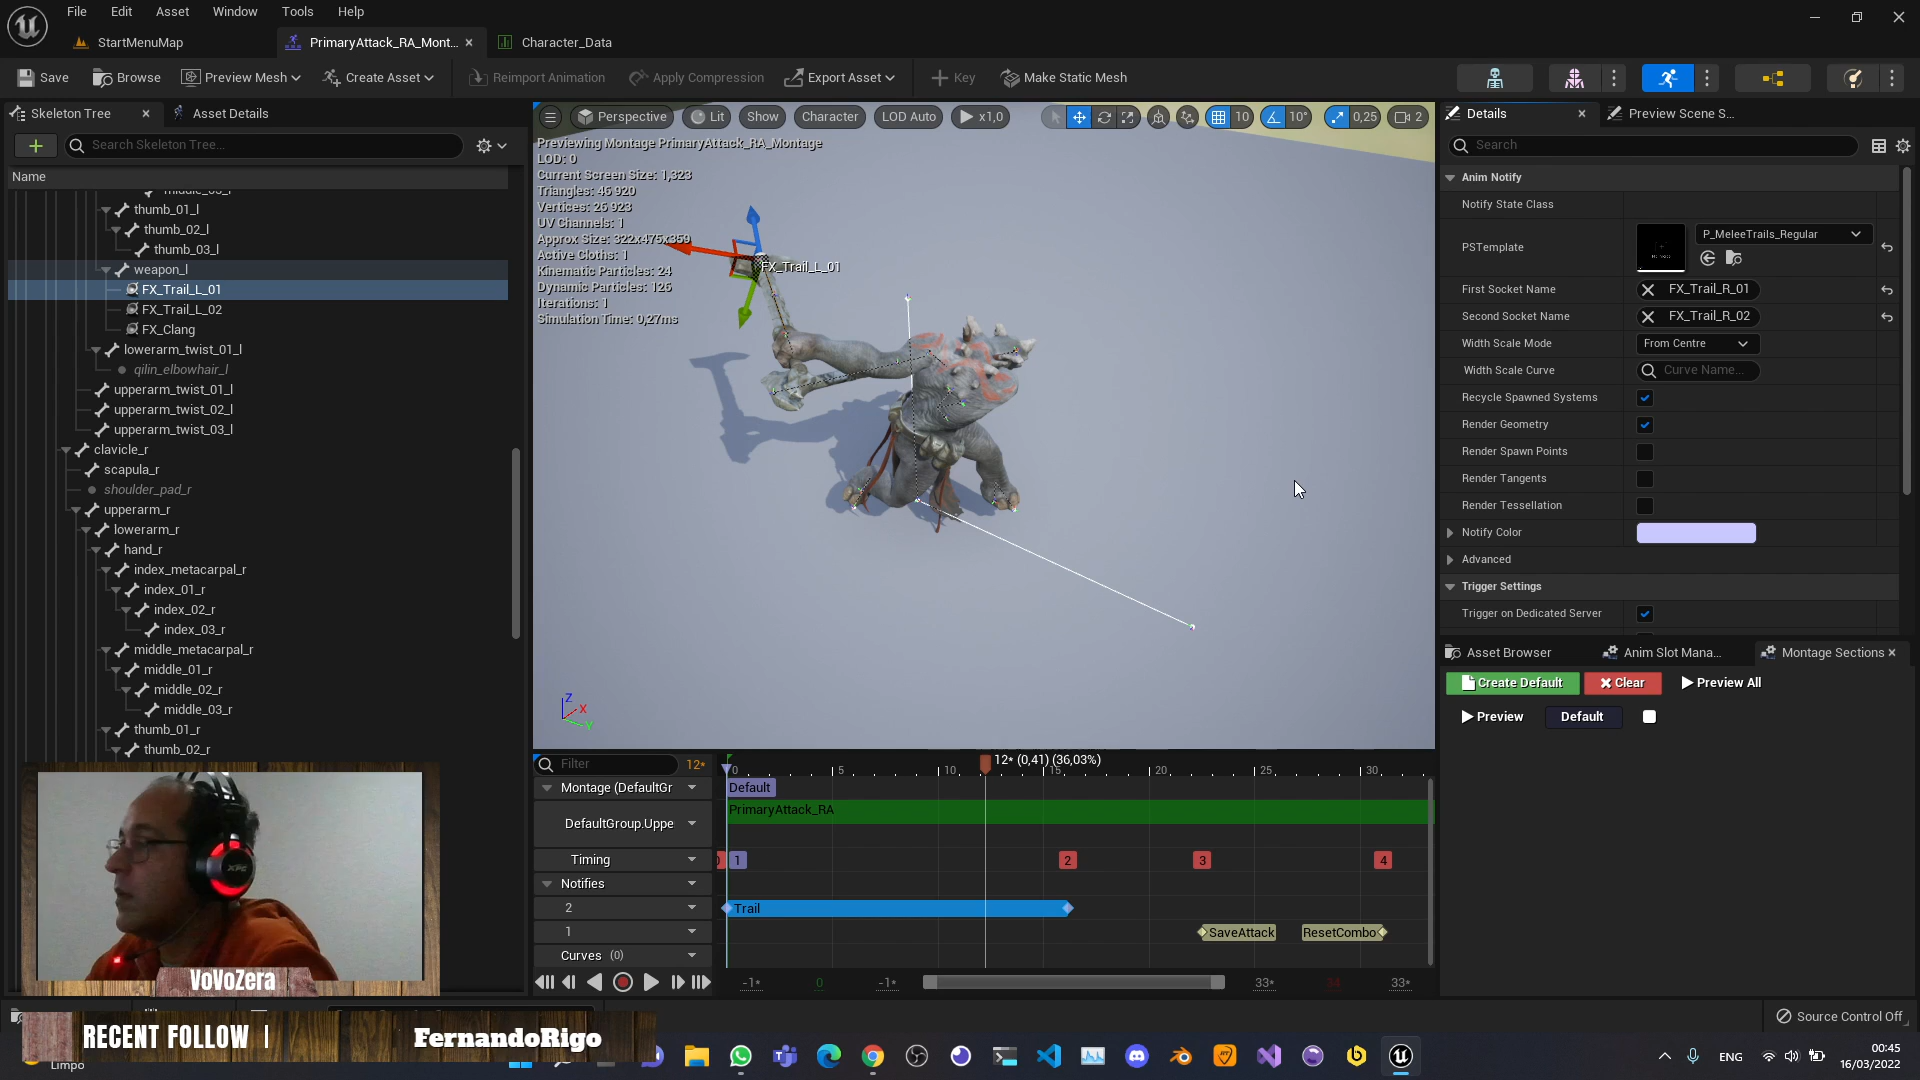 File Edit Asset Window Tools Help
StartMenuMap PrimaryAttack_RA_Mont... Character_Data
Save Browse Preview Mesh Create Asset Reimport Animation Apply Compression Export Asset Key Make Static Mesh
Skeleton Tree Asset Details
Search Skeleton Tree...
Name
thumb_01_l
thumb_02_l
thumb_03_l
weapon_l
FX_Trail_L_01
FX_Trail_L_02
FX_Clang
lowerarm_twist_01_l
qilin_elbowhair_l
upperarm_twist_01_l
upperarm_twist_02_l
upperarm_twist_03_l
clavicle_r
scapula_r
shoulder_pad_r
upperarm_r
lowerarm_r
hand_r
index_metacarpal_r
index_01_r
index_02_r
index_03_r
middle_metacarpal_r
middle_01_r
middle_02_r
middle_03_r
thumb_01_r
thumb_02_r
Perspective Lit Show Character LOD Auto x1,0 10 10° 0,25 2
Previewing Montage PrimaryAttack_RA_Montage
LOD: 0
Current Screen Size: 1,323
Triangles: 46 920
Vertices: 26 923
UV Channels: 1
Approx Size: 322x475x359
Active Cloths: 1
Kinematic Particles: 24
Dynamic Particles: 126
Iterations: 1
Simulation Time: 0,27ms
FX_Trail_L_01
Z
X
Y
Filter 12*
12* (0,41) (36,03%)
0 5 10 15 20 25 30
Montage (DefaultGr Default
DefaultGroup.Uppe PrimaryAttack_RA
Timing 1 2 3 4
Notifies
2 Trail
1 SaveAttack ResetCombo
Curves (0)
-1* 0 -1* 33* 34 33*
Details Preview Scene S...
Search
Anim Notify
Notify State Class
PSTemplate P_MeleeTrails_Regular
First Socket Name FX_Trail_R_01
Second Socket Name FX_Trail_R_02
Width Scale Mode From Centre
Width Scale Curve Curve Name...
Recycle Spawned Systems
Render Geometry
Render Spawn Points
Render Tangents
Render Tessellation
Notify Color
Advanced
Trigger Settings
Trigger on Dedicated Server
Asset Browser Anim Slot Mana... Montage Sections
Create Default Clear Preview All
Preview Default
VoVoZera
XPC
RECENT FOLLOW | FernandoRigo
Limpo
Source Control Off
ENG
00:45
16/03/2022